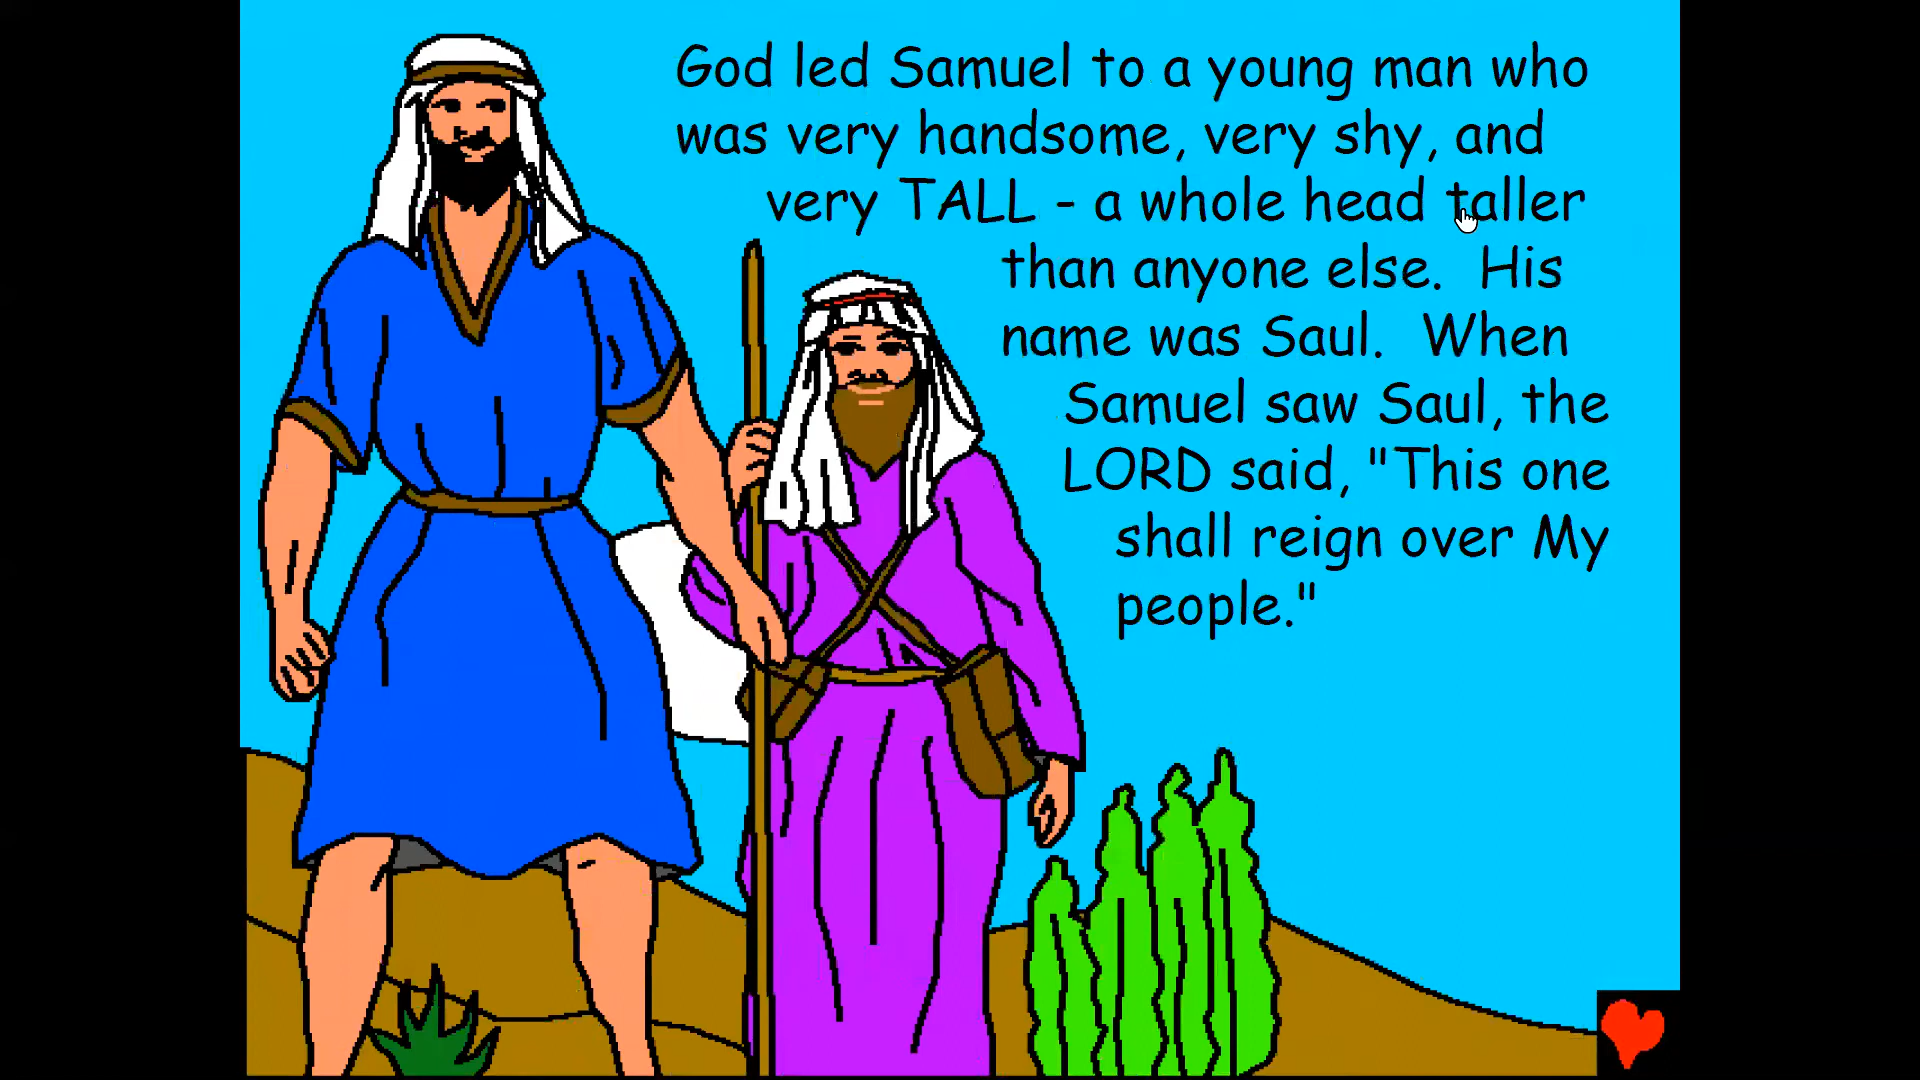 God led Samuel to a young man who
was very handsome, very shy, and
very TALL - a whole head taller
than anyone else.  His
name was Saul.  When
Samuel saw Saul, the
LORD said, "This one
shall reign over My
people."